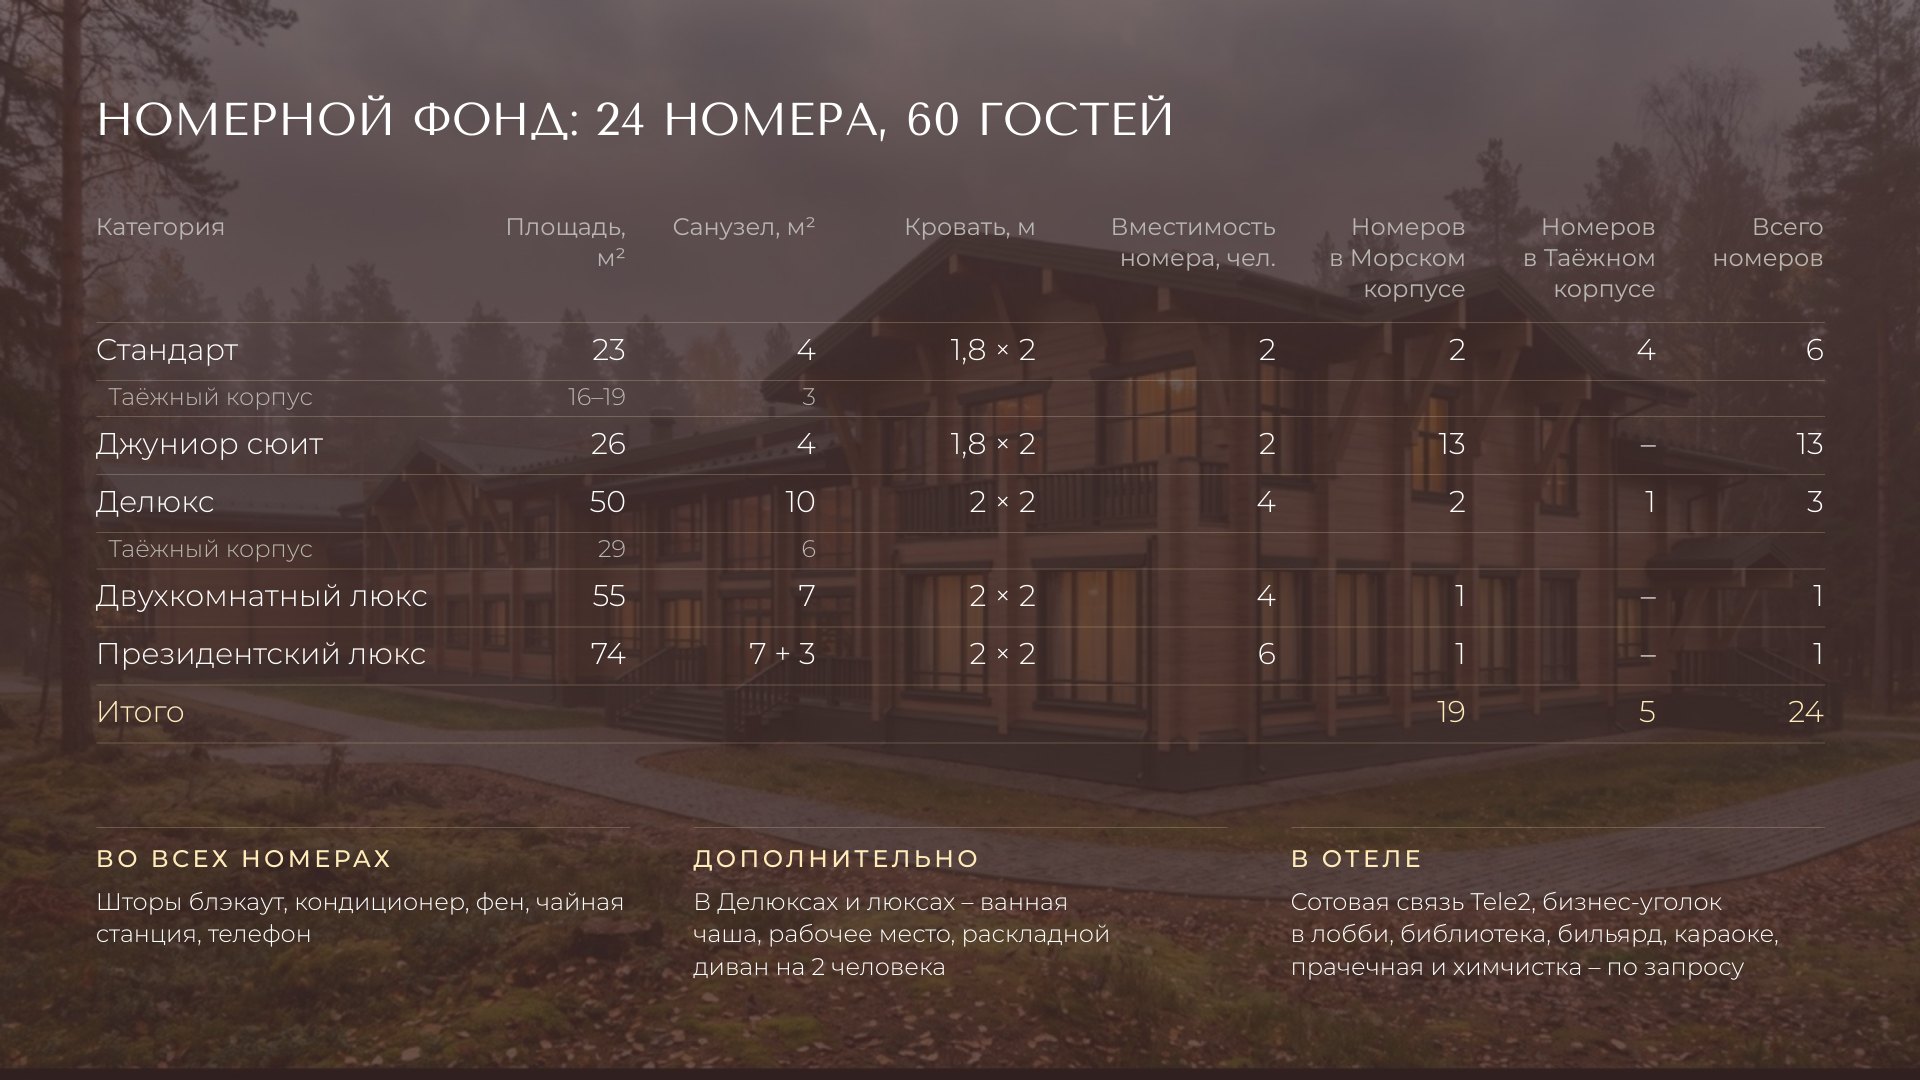 НОМЕРНОЙ ФОНД: 24 НОМЕРА, 60 ГОСТЕЙ
Категория Площадь, м² Санузел, м² Кровать, м Вместимость номера, чел. Номеров в Морском корпусе Номеров в Таёжном корпусе Всего номеров
Стандарт 23 4 1,8 × 2 2 2 4 6
Таёжный корпус 16–19 3
Джуниор сюит 26 4 1,8 × 2 2 13 – 13
Делюкс 50 10 2 × 2 4 2 1 3
Таёжный корпус 29 6
Двухкомнатный люкс 55 7 2 × 2 4 1 – 1
Президентский люкс 74 7 + 3 2 × 2 6 1 – 1
Итого 19 5 24
ВО ВСЕХ НОМЕРАХ
Шторы блэкаут, кондиционер, фен, чайная
станция, телефон
ДОПОЛНИТЕЛЬНО
В Делюксах и люксах – ванная
чаша, рабочее место, раскладной
диван на 2 человека
В ОТЕЛЕ
Сотовая связь Tele2, бизнес-уголок
в лобби, библиотека, бильярд, караоке,
прачечная и химчистка – по запросу